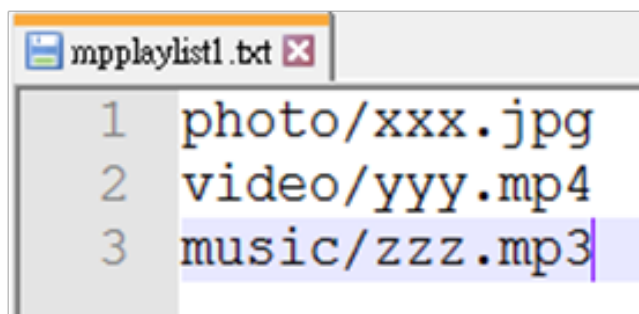 mpplaylist1.txt
1 photo/xxx.jpg
2 video/yyy.mp4
3 music/zzz.mp3